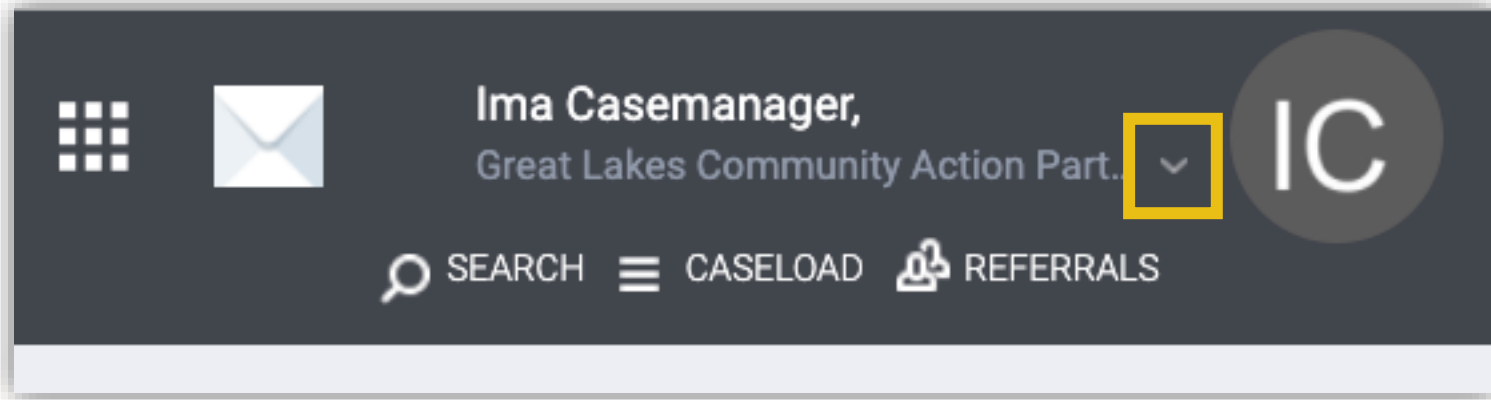 Ima Casemanager,
Great Lakes Community Action Part..
IC
SEARCH CASELOAD REFERRALS